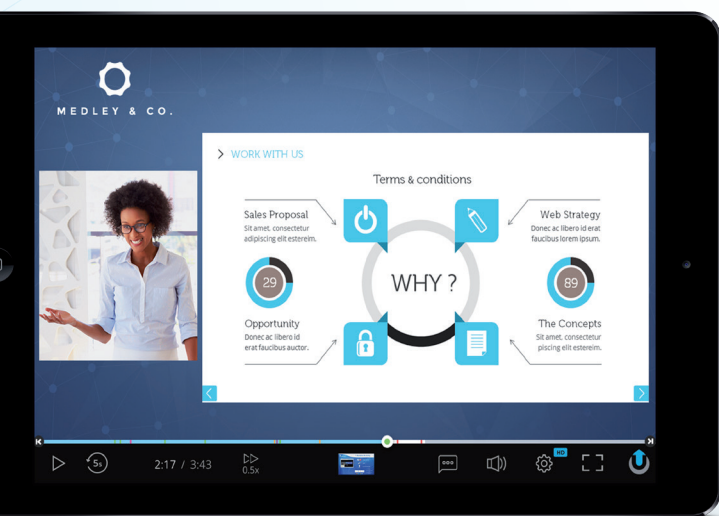 MEDLEY & CO.
> WORK WITH US
Terms & conditions
Sales Proposal
Sit amet, consectetur
adipiscing elit estereim.
Web Strategy
Donec ac libero id erat
faucibus lorem ipsum.
29
WHY ?
89
Opportunity
Donec ac libero id
erat faucibus auctor.
The Concepts
Sit amet, consectetur
piscing elit estereim.
5s
2:17 / 3:43
0.5x
HD